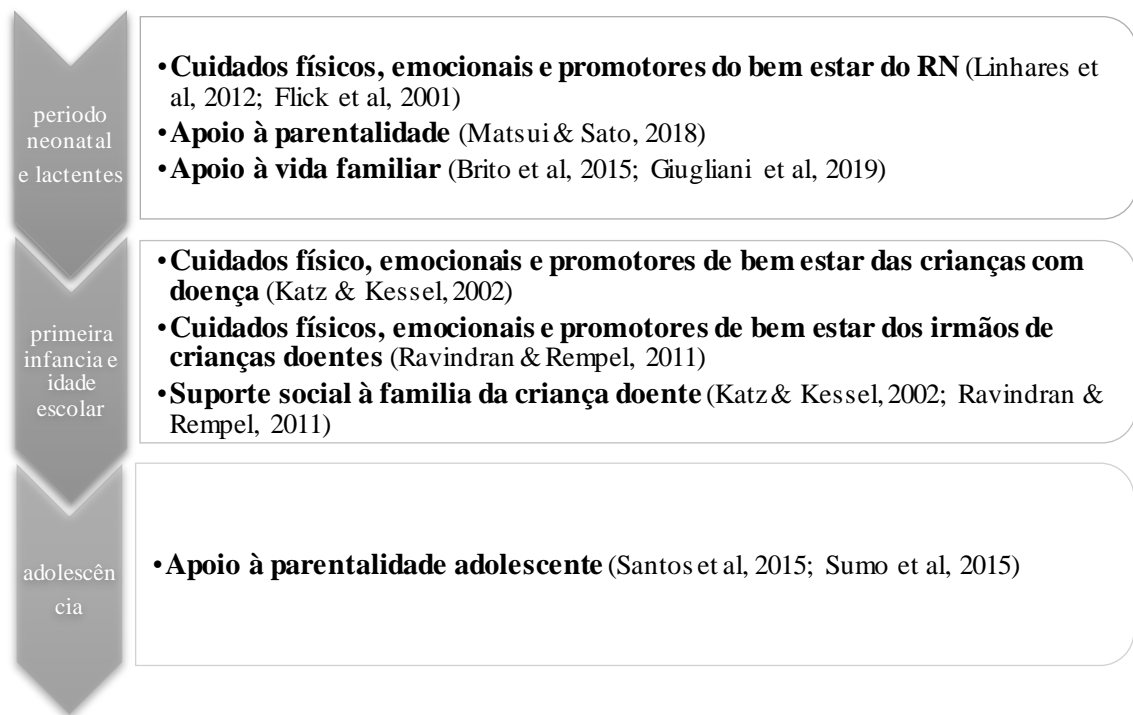 periodo
neonatal
e lactentes
•Cuidados físicos, emocionais e promotores do bem estar do RN (Linhares et
al, 2012; Flick et al, 2001)
•Apoio à parentalidade (Matsui & Sato, 2018)
•Apoio à vida familiar (Brito et al, 2015; Giugliani et al, 2019)
primeira
infancia e
idade
escolar
•Cuidados físico, emocionais e promotores de bem estar das crianças com
doença (Katz & Kessel, 2002)
•Cuidados físicos, emocionais e promotores de bem estar dos irmãos de
crianças doentes (Ravindran & Rempel, 2011)
•Suporte social à familia da criança doente (Katz & Kessel, 2002; Ravindran &
Rempel, 2011)
adolescên
cia
•Apoio à parentalidade adolescente (Santos et al, 2015; Sumo et al, 2015)